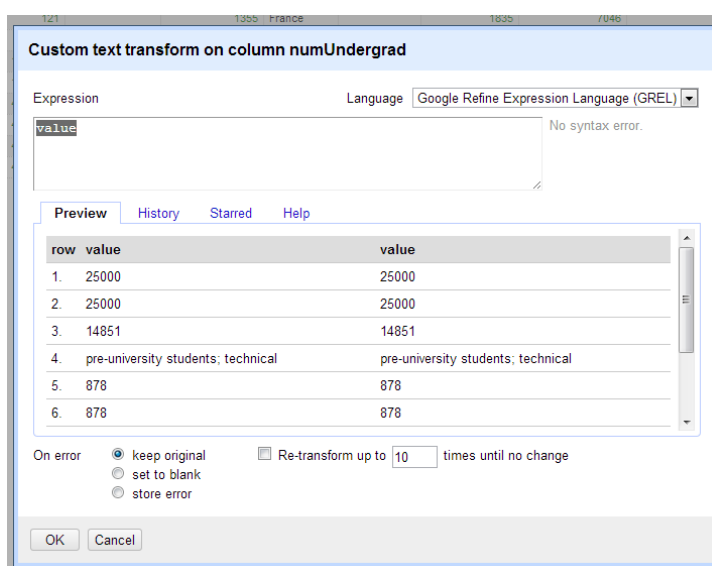 121 1355 France 1835 7046
Custom text transform on column numUndergrad
Expression Language Google Refine Expression Language (GREL)
value No syntax error.
Preview History Starred Help
row value value
1. 25000 25000
2. 25000 25000
3. 14851 14851
4. pre-university students; technical pre-university students; technical
5. 878 878
6. 878 878
On error keep original Re-transform up to 10 times until no change
set to blank
store error
OK Cancel